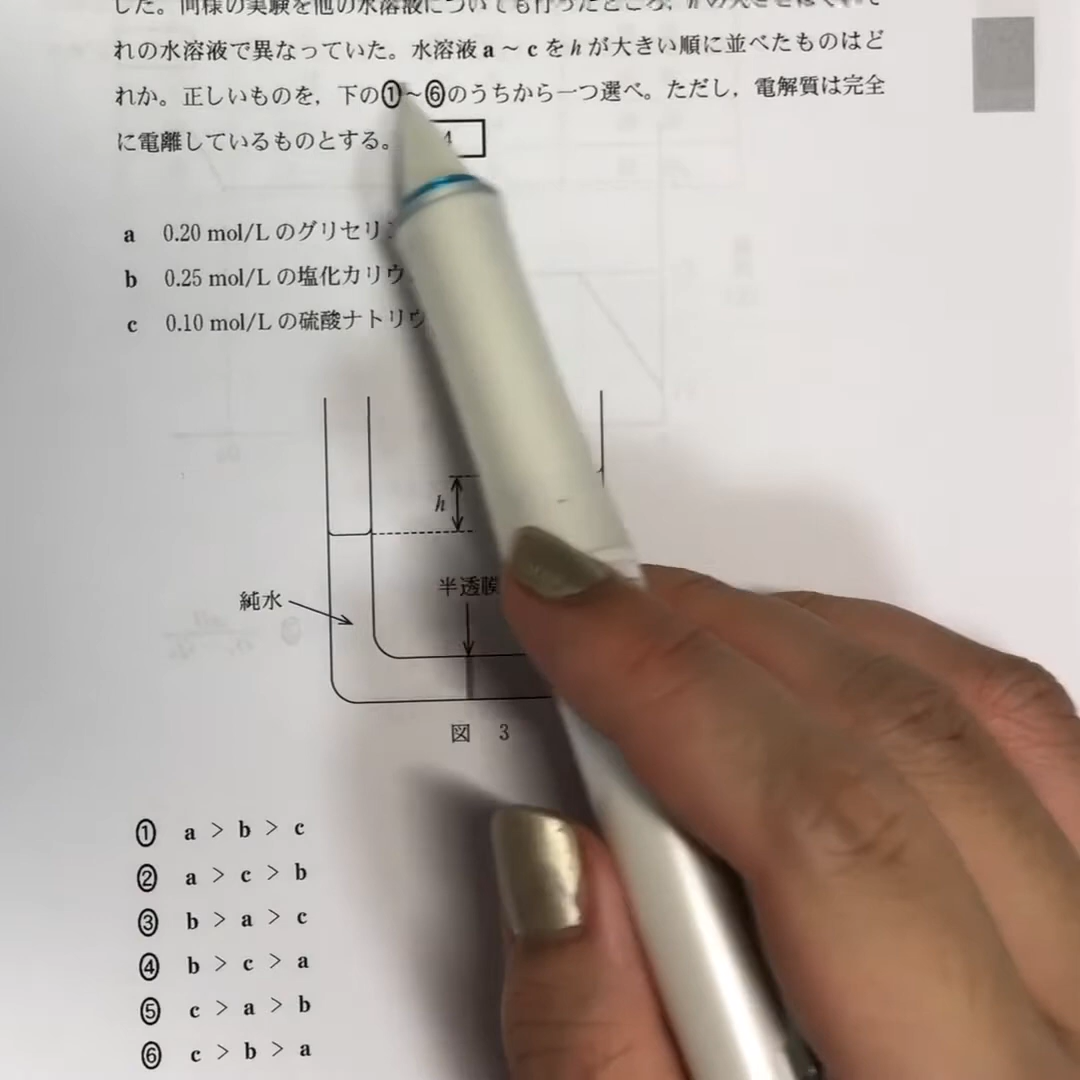 れの水溶液で異なっていた。水溶液 a ～ c を h が大きい順に並べたものはど
れか。正しいものを，下の①～⑥のうちから一つ選べ。ただし，電解質は完全
に電離しているものとする。 4
a 0.20 mol/L のグリセリ
b 0.25 mol/L の塩化カリウ
c 0.10 mol/L の硫酸ナトリウ
h
半透膜
純水
図 3
① a > b > c
② a > c > b
③ b > a > c
④ b > c > a
⑤ c > a > b
⑥ c > b > a